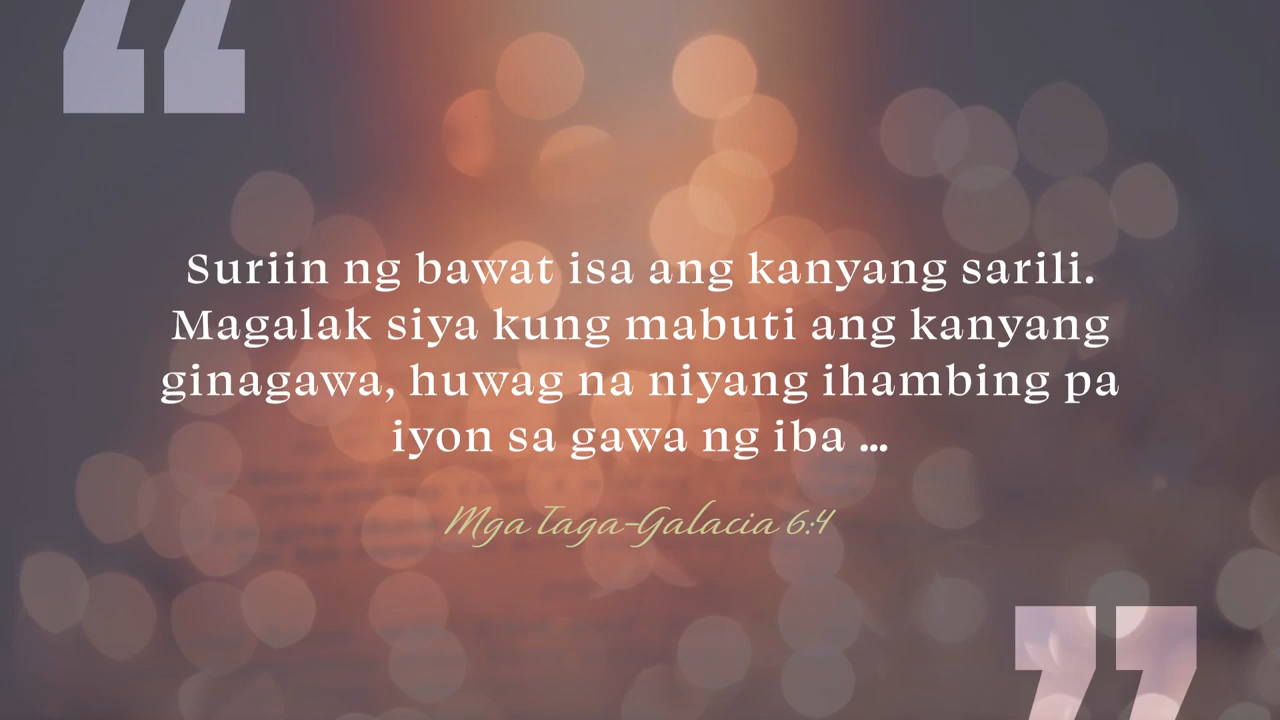 Suriin ng bawat isa ang kanyang sarili.
Magalak siya kung mabuti ang kanyang
ginagawa, huwag na niyang ihambing pa
iyon sa gawa ng iba ...
Mga Taga-Galacia 6:4